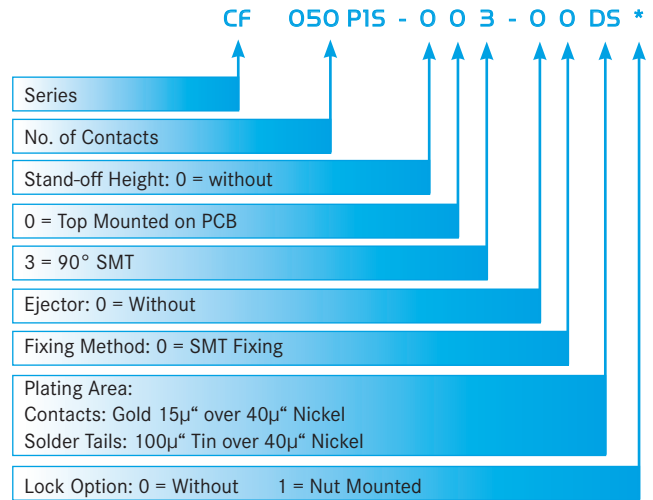 CF 050 P1S - 0 0 3 - 0 0 DS *
Series
No. of Contacts
Stand-off Height: 0 = without
0 = Top Mounted on PCB
3 = 90° SMT
Ejector: 0 = Without
Fixing Method: 0 = SMT Fixing
Plating Area:
Contacts: Gold 15µ“ over 40µ“ Nickel
Solder Tails: 100µ“ Tin over 40µ“ Nickel
Lock Option: 0 = Without 1 = Nut Mounted